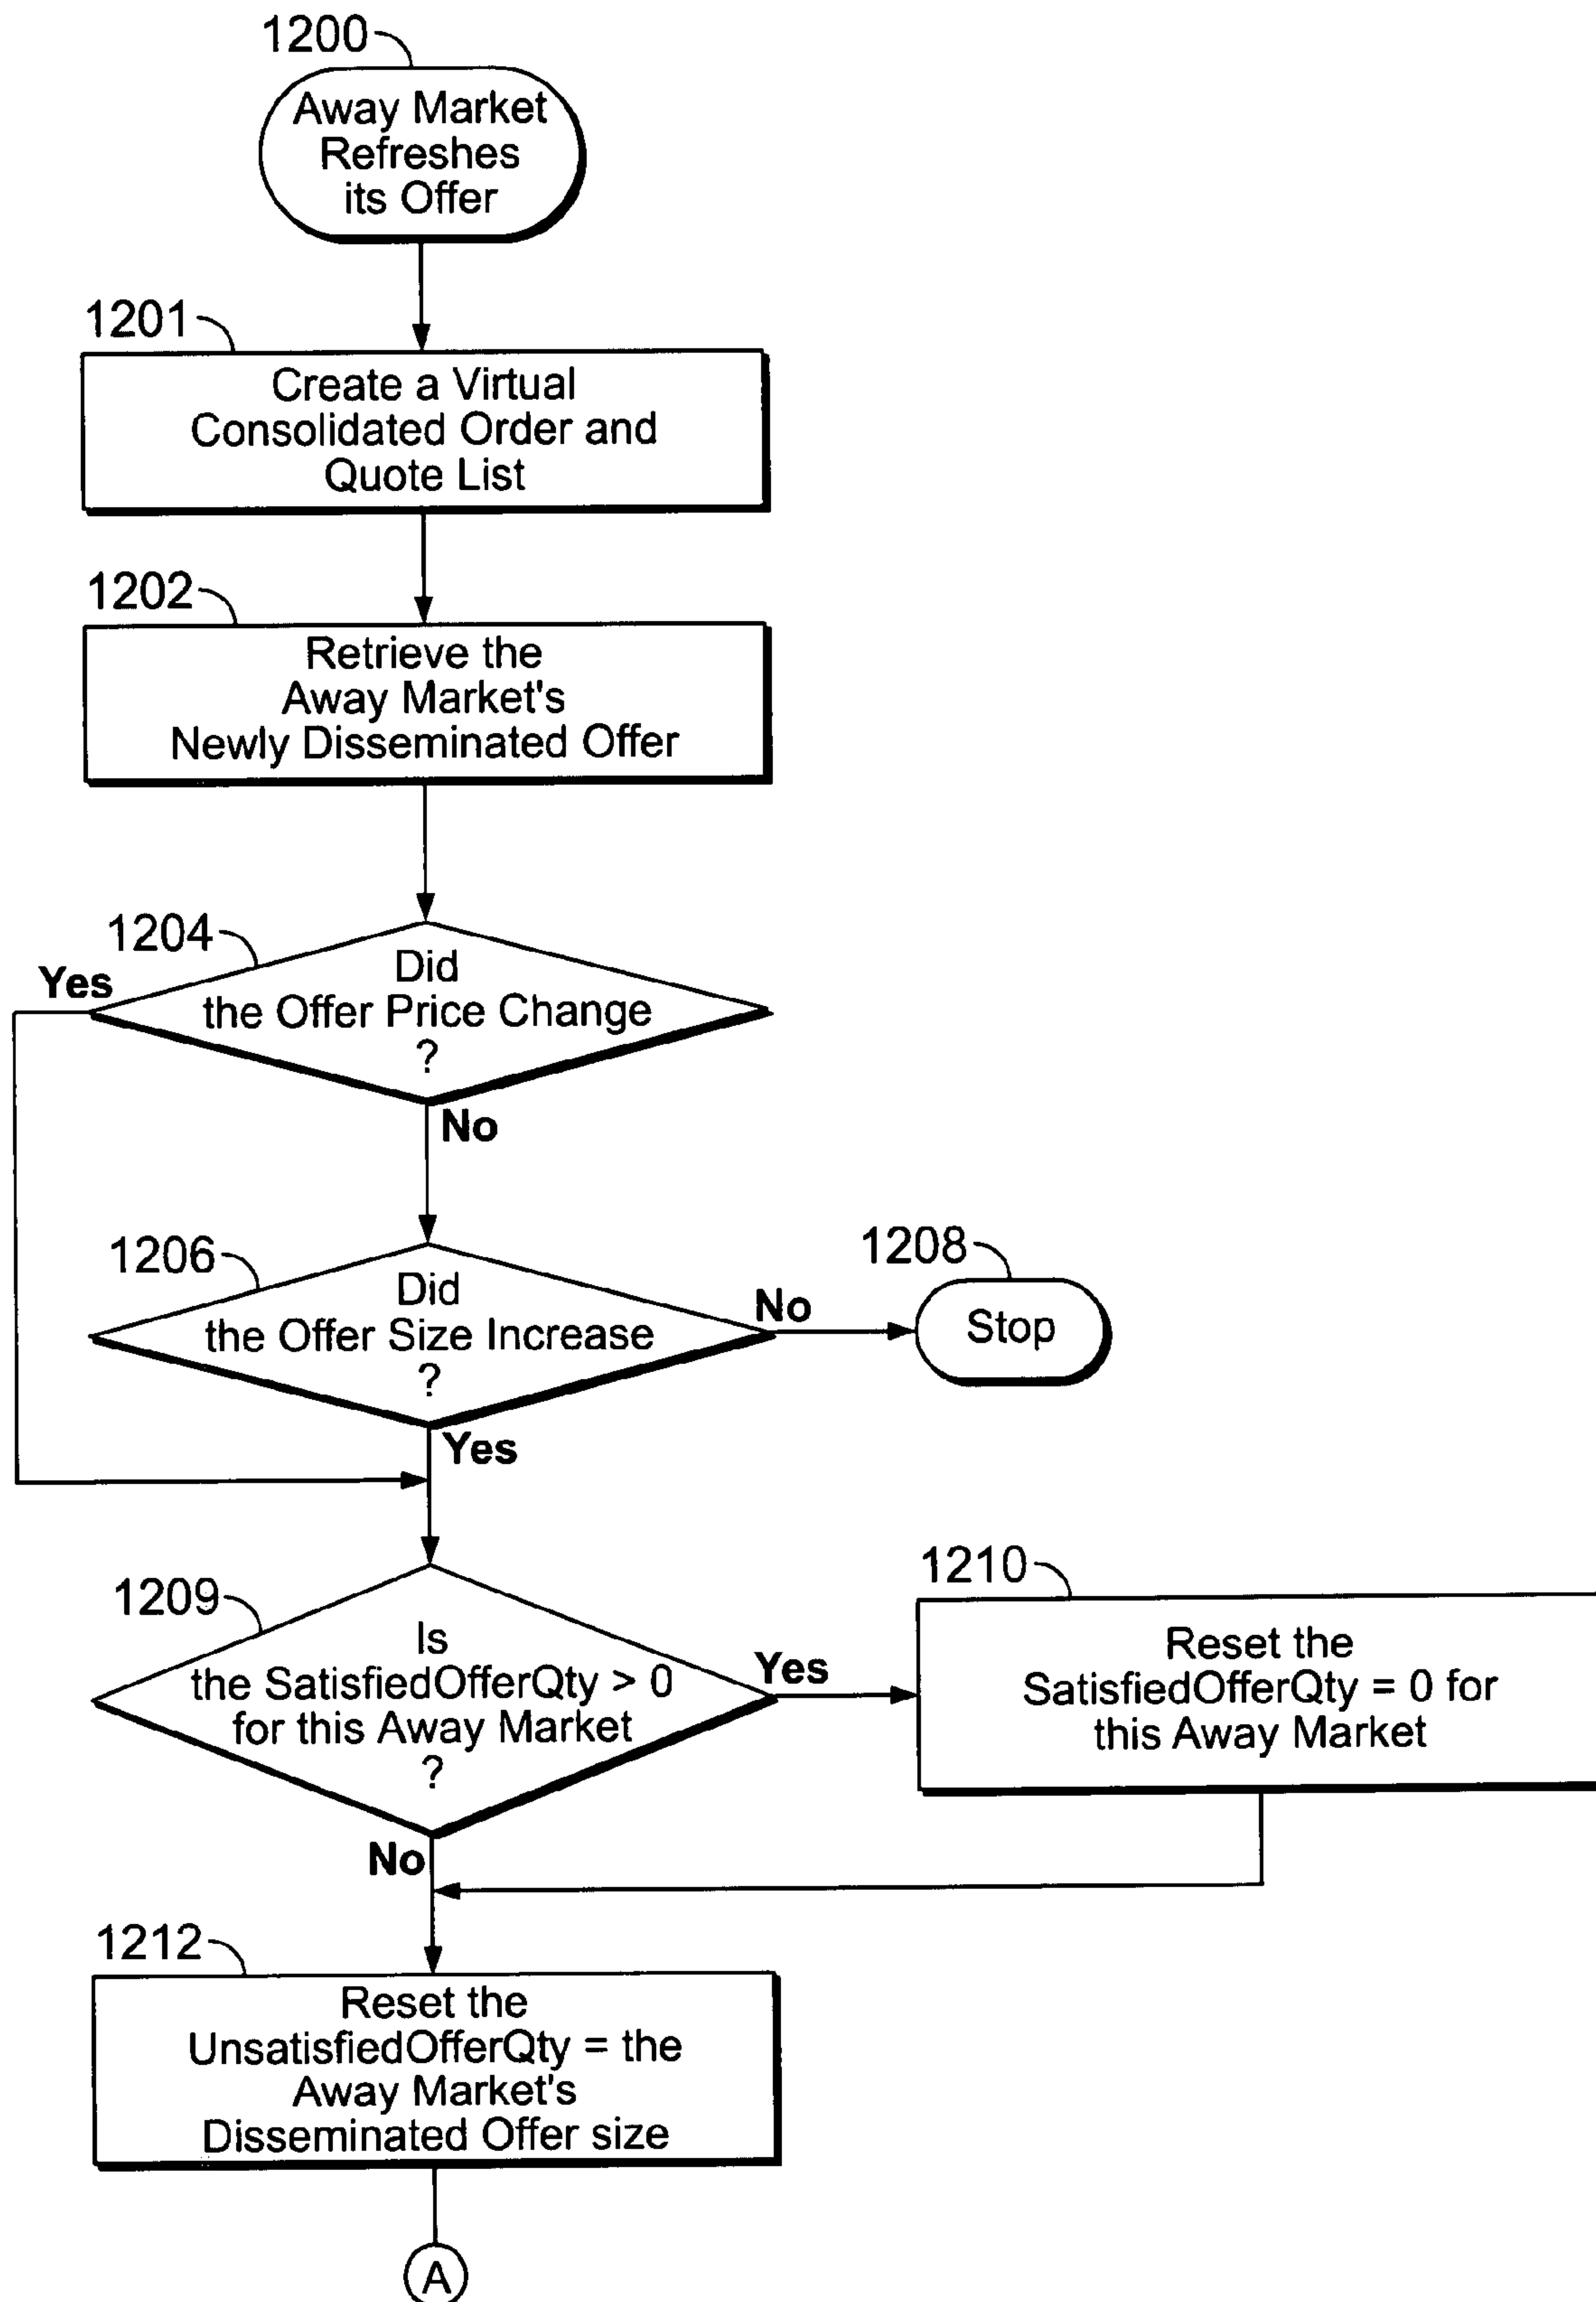 1200
Away Market
Refreshes
its Offer
1201
Create a Virtual
Consolidated Order and
Quote List
1202
Retrieve the
Away Market's
Newly Disseminated Offer
1204
Yes
Did
the Offer Price Change
?
No
1206
Did
the Offer Size Increase
?
No
1208
Stop
Yes
1209
Is
the SatisfiedOfferQty > 0
for this Away Market
?
Yes
1210
Reset the
SatisfiedOfferQty = 0 for
this Away Market
No
1212
Reset the
UnsatisfiedOfferQty = the
Away Market's
Disseminated Offer size
A